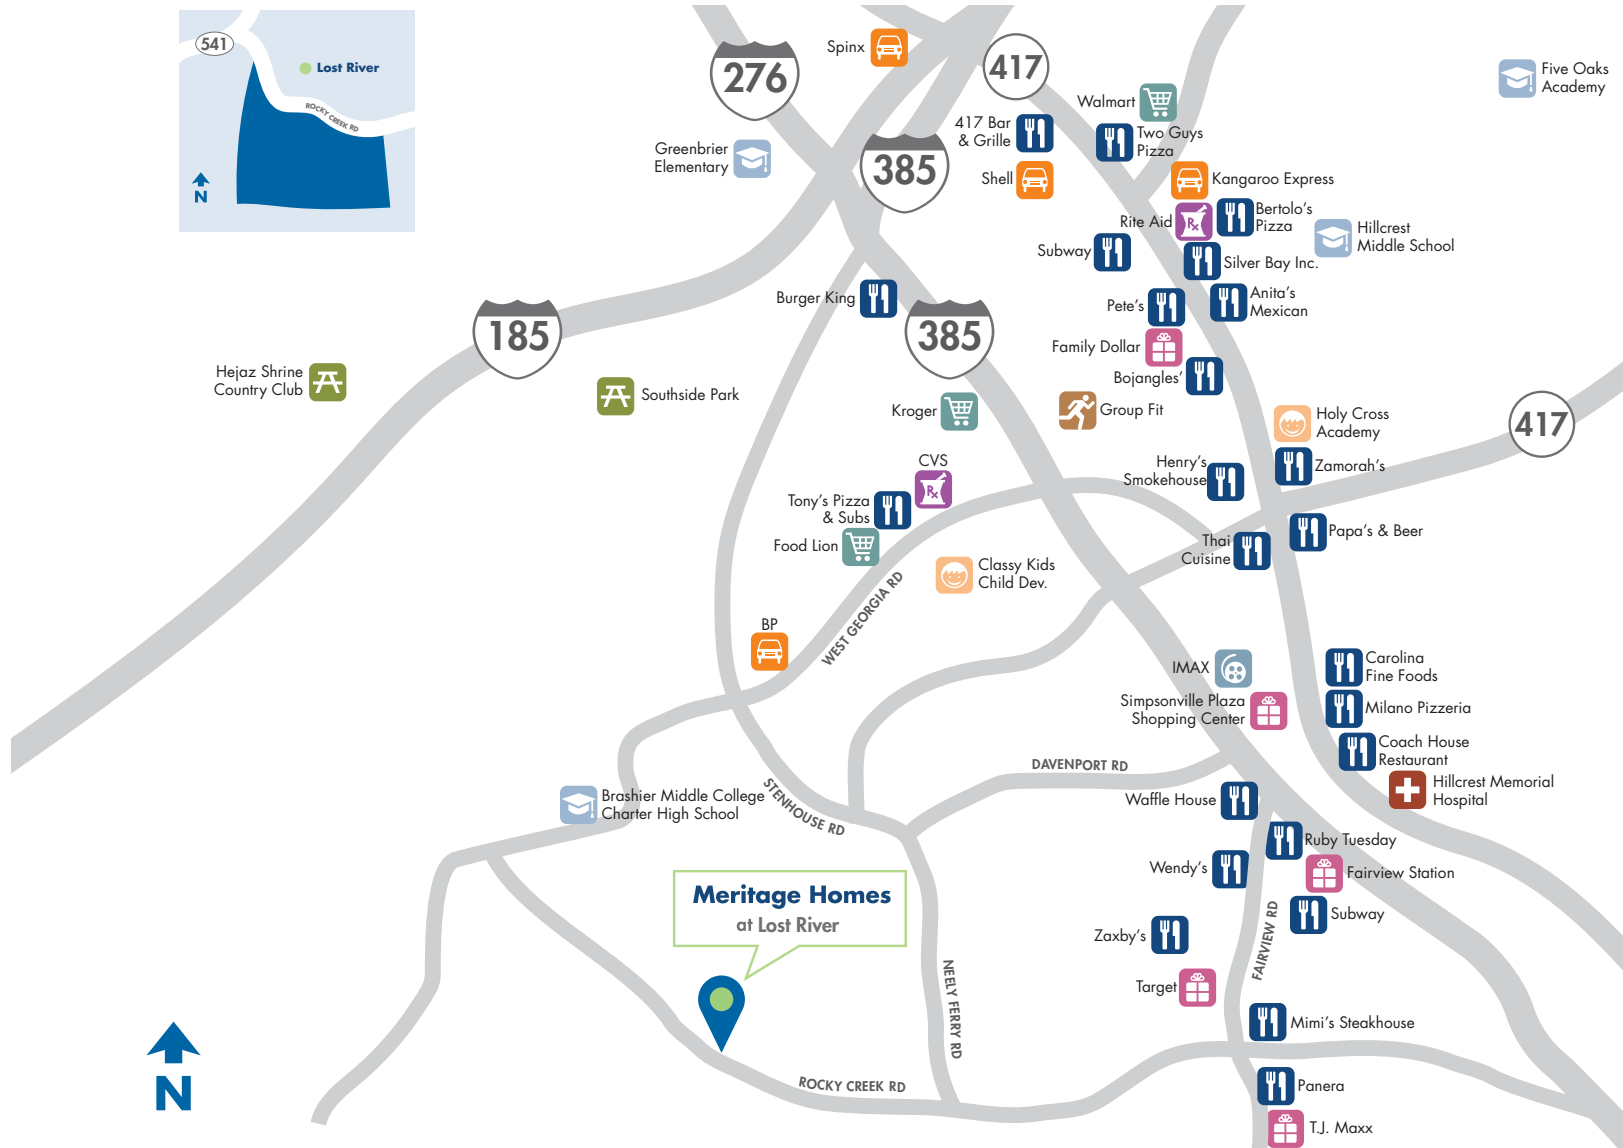 541
Lost River
ROCKY CREEK RD
N
276
Spinx
417
Five Oaks
Academy
Walmart
417 Bar
& Grille
Two Guys
Pizza
Greenbrier
Elementary
385
Shell
Kangaroo Express
Rite Aid
Bertolo's
Pizza
Hillcrest
Middle School
Subway
Silver Bay Inc.
Burger King
Pete's
Anita's
Mexican
185
385
Family Dollar
Bojangles'
Hejaz Shrine
Country Club
Southside Park
Kroger
Group Fit
Holy Cross
Academy
417
CVS
Henry's
Smokehouse
Zamorah's
Tony's Pizza
& Subs
Food Lion
Papa's & Beer
Thai
Cuisine
Classy Kids
Child Dev.
WEST GEORGIA RD
BP
IMAX
Carolina
Fine Foods
Simpsonville Plaza
Shopping Center
Milano Pizzeria
Coach House
Restaurant
DAVENPORT RD
Hillcrest Memorial
Hospital
Brashier Middle College
Charter High School
STENHOUSE RD
Waffle House
Ruby Tuesday
Wendy's
Fairview Station
Meritage Homes
at Lost River
Subway
Zaxby's
FAIRVIEW RD
Target
NEELY FERRY RD
Mimi's Steakhouse
ROCKY CREEK RD
N
Panera
T.J. Maxx